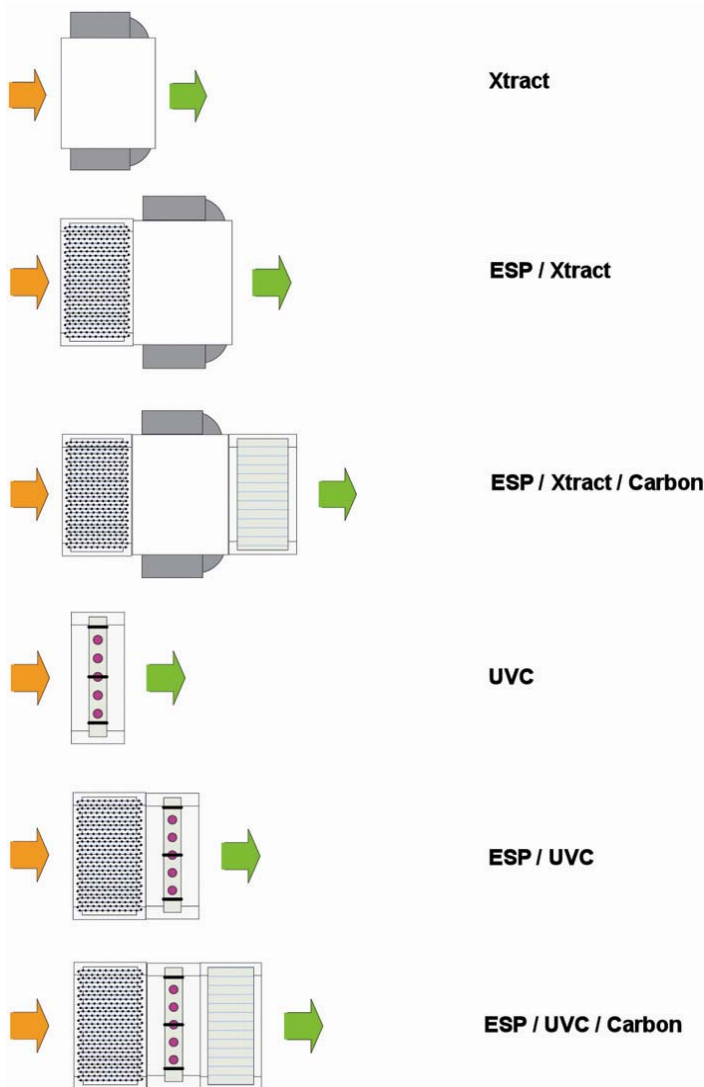 Xtract
ESP / Xtract
ESP / Xtract / Carbon
UVC
ESP / UVC
ESP / UVC / Carbon